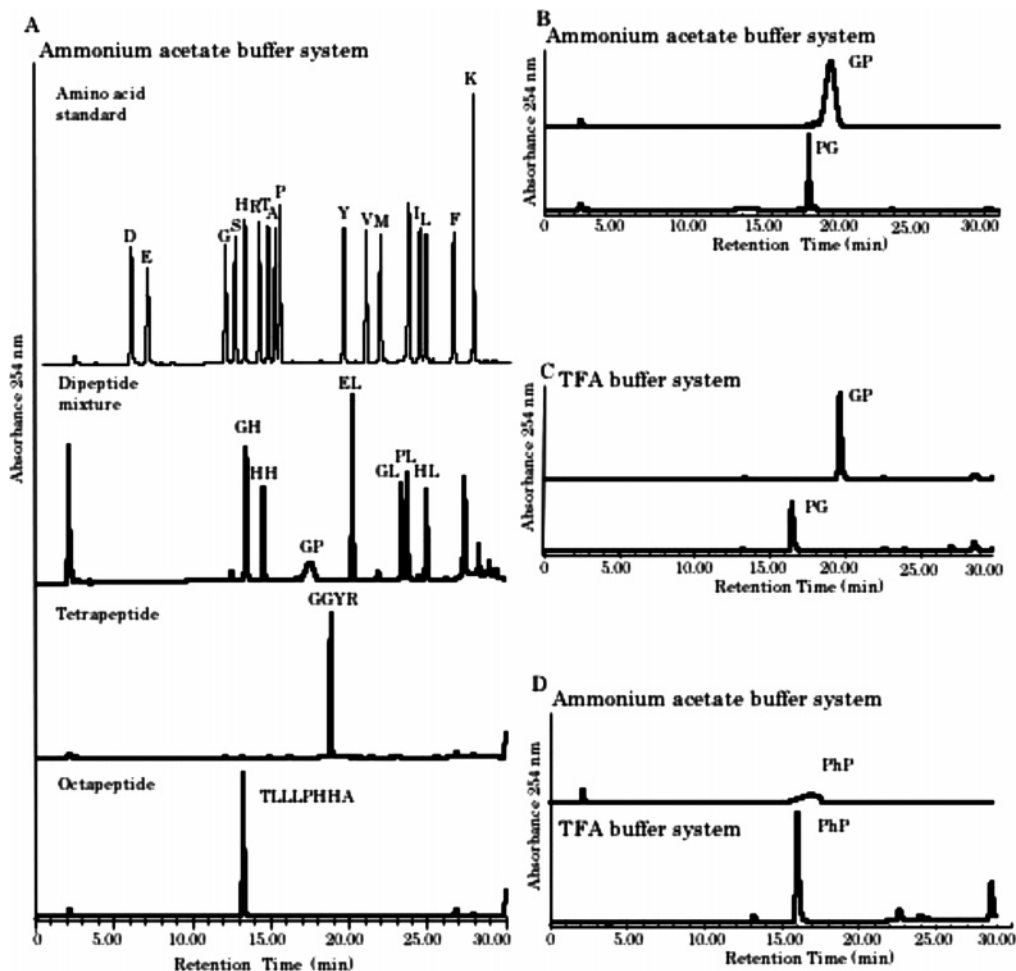 A
Ammonium acetate buffer system
Absorbance 254 nm
Amino acid
standard
D
E
G
S
H
R
T
A
P
Y
V
M
I
L
F
K
Dipeptide
mixture
GH
HH
GP
EL
GL
PL
HL
Tetrapeptide
GGYR
Octapeptide
TLLLPHHA
0 5.00 10.00 15.00 20.00 25.00 30.00
Retention Time (min)
B
Ammonium acetate buffer system
Absorbance 254 nm
GP
PG
0 5.00 10.00 15.00 20.00 25.00 30.00
Retention Time (min)
C TFA buffer system
Absorbance 254 nm
GP
PG
0 5.00 10.00 15.00 20.00 25.00 30.00
Retention Time (min)
D
Ammonium acetate buffer system
Absorbance 254 nm
PhP
TFA buffer system
PhP
0 5.00 10.00 15.00 20.00 25.00 30.00
Retention Time (min)